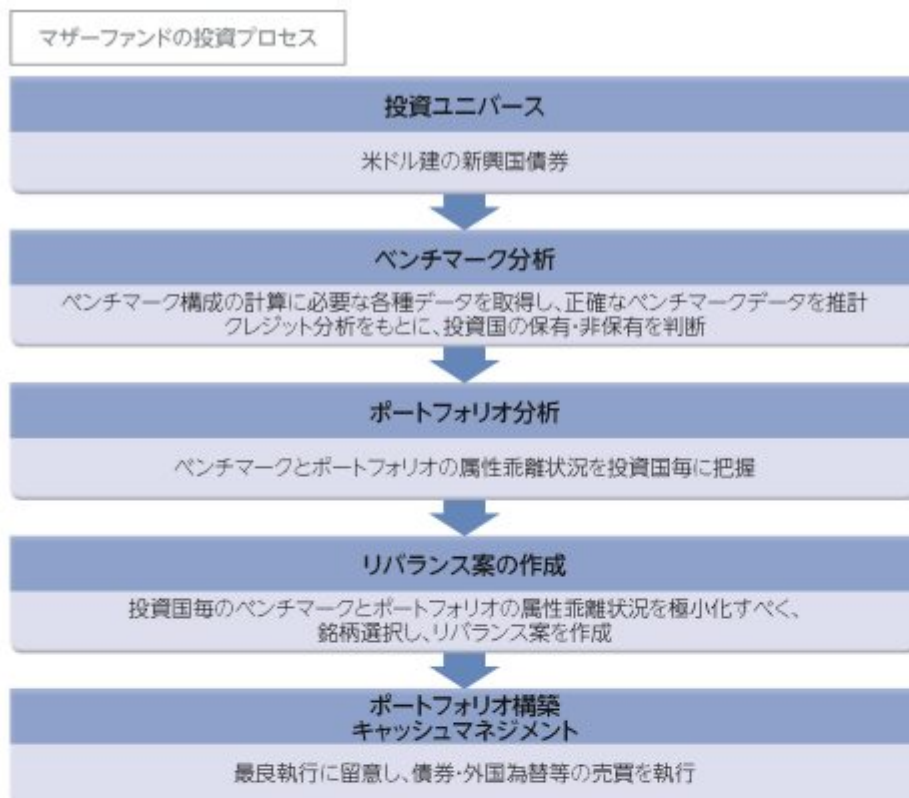 マザーファンドの投資プロセス
投資ユニバース
米ドル建の新興国債券
ベンチマーク分析
ベンチマーク構成の計算に必要な各種データを取得し、正確なベンチマークデータを推計
クレジット分析をもとに、投資国の保有・非保有を判断
ポートフォリオ分析
ベンチマークとポートフォリオの属性乖離状況を投資国毎に把握
リバランス案の作成
投資国毎のベンチマークとポートフォリオの属性乖離状況を極小化すべく、
銘柄選択し、リバランス案を作成
ポートフォリオ構築
キャッシュマネジメント
最良執行に留意し、債券・外国為替等の売買を執行